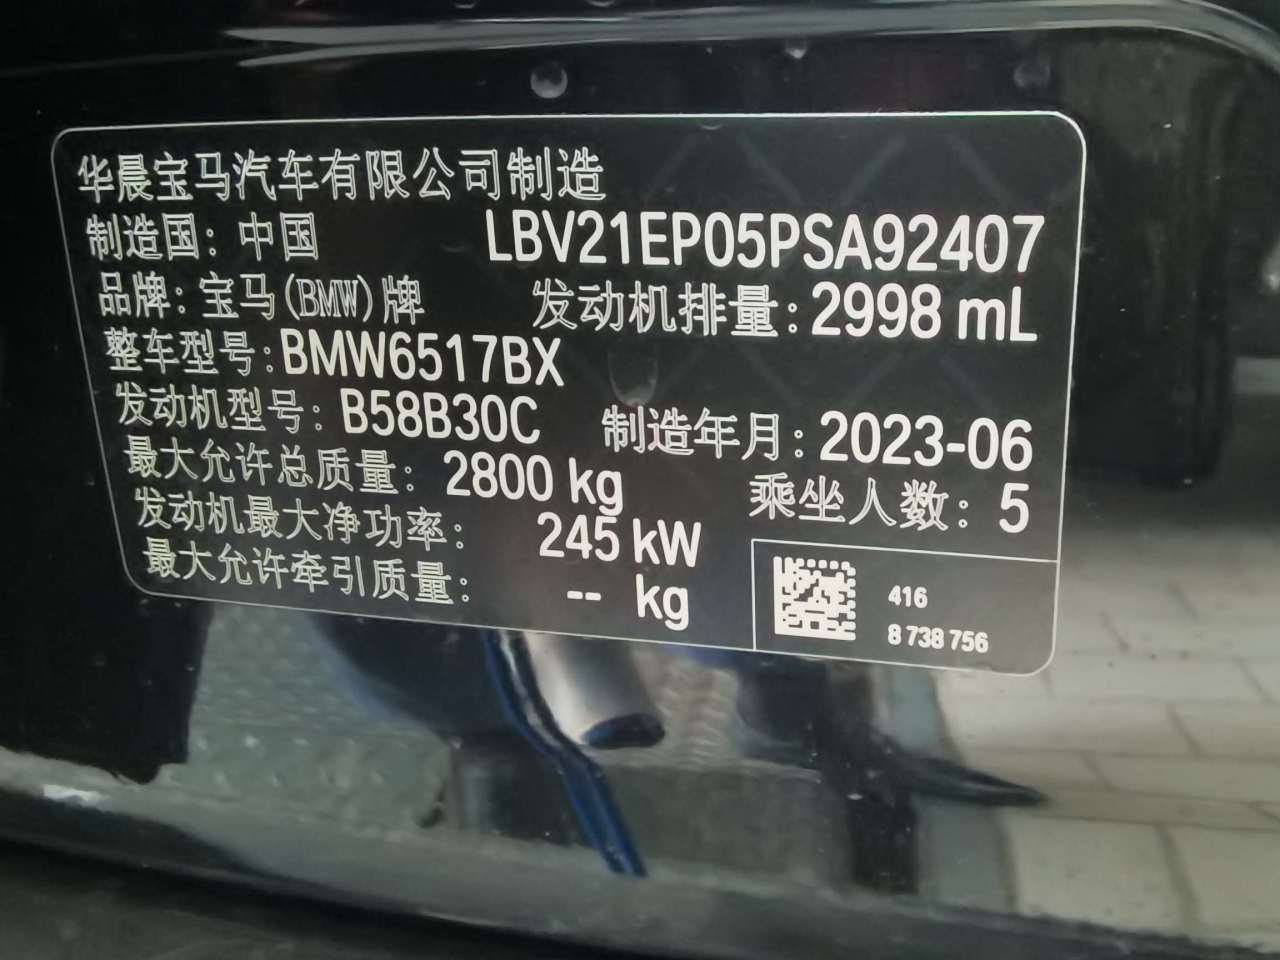 华晨宝马汽车有限公司制造
制造国：中国 LBV21EP05PSA92407
品牌：宝马(BMW)牌 发动机排量：2998 mL
整车型号：BMW6517BX
发动机型号：B58B30C 制造年月：2023-06
最大允许总质量：2800 kg 乘坐人数：5
发动机最大净功率：245 kW
最大允许牵引质量：-- kg
416
8 738 756